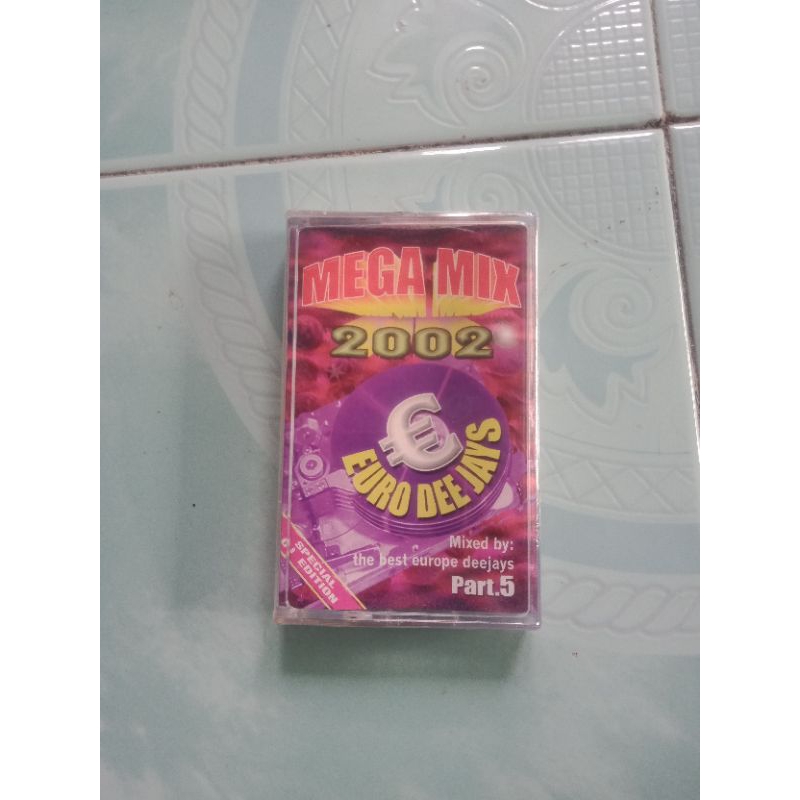 MEGA MIX
2002
€
EURO DEE JAYS
Mixed by:
the best europe deejays
Part.5
SPECIAL
EDITION